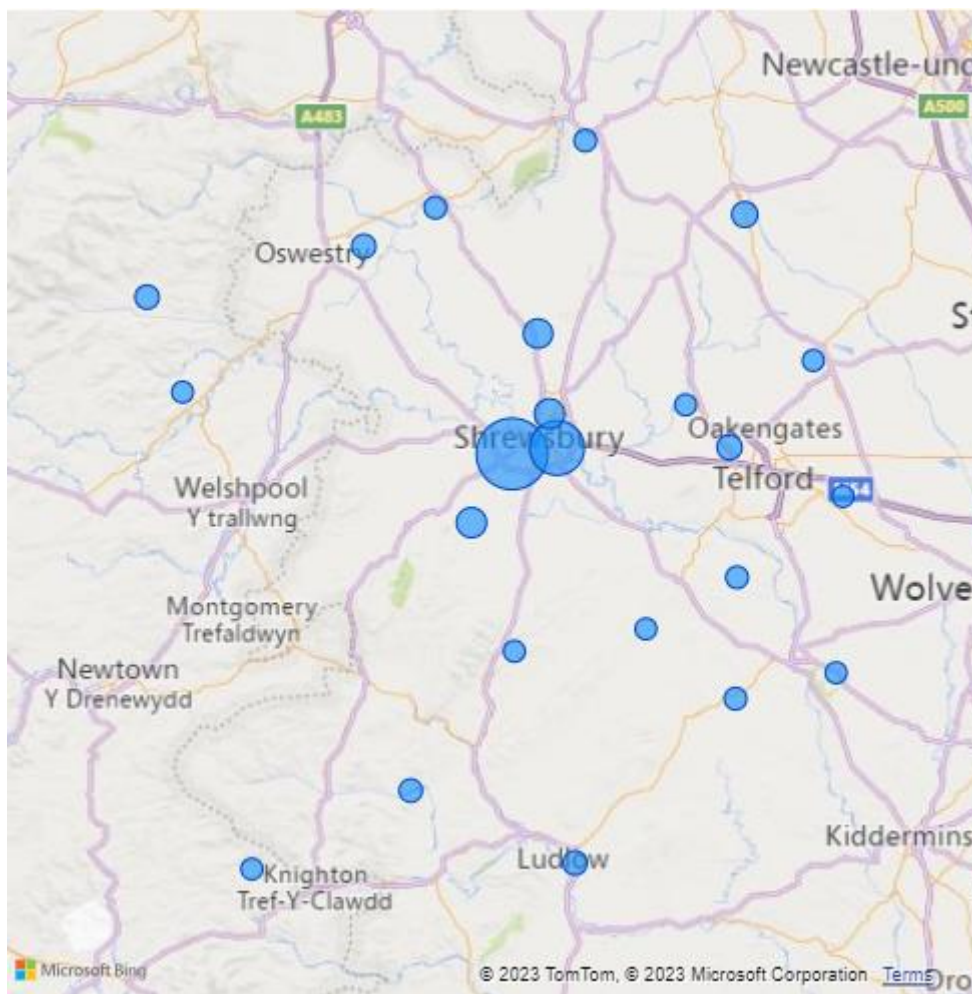 Newcastle-und
A483
A500
Oswestry
St
Shrewsbury
Oakengates
Telford
Welshpool
Y trallwng
Wolve
Montgomery
Trefaldwyn
Newtown
Y Drenewydd
Kiddermins
Ludlow
Knighton
Tref-Y-Clawdd
Microsoft Bing
© 2023 TomTom, © 2023 Microsoft Corporation Terms
Dro